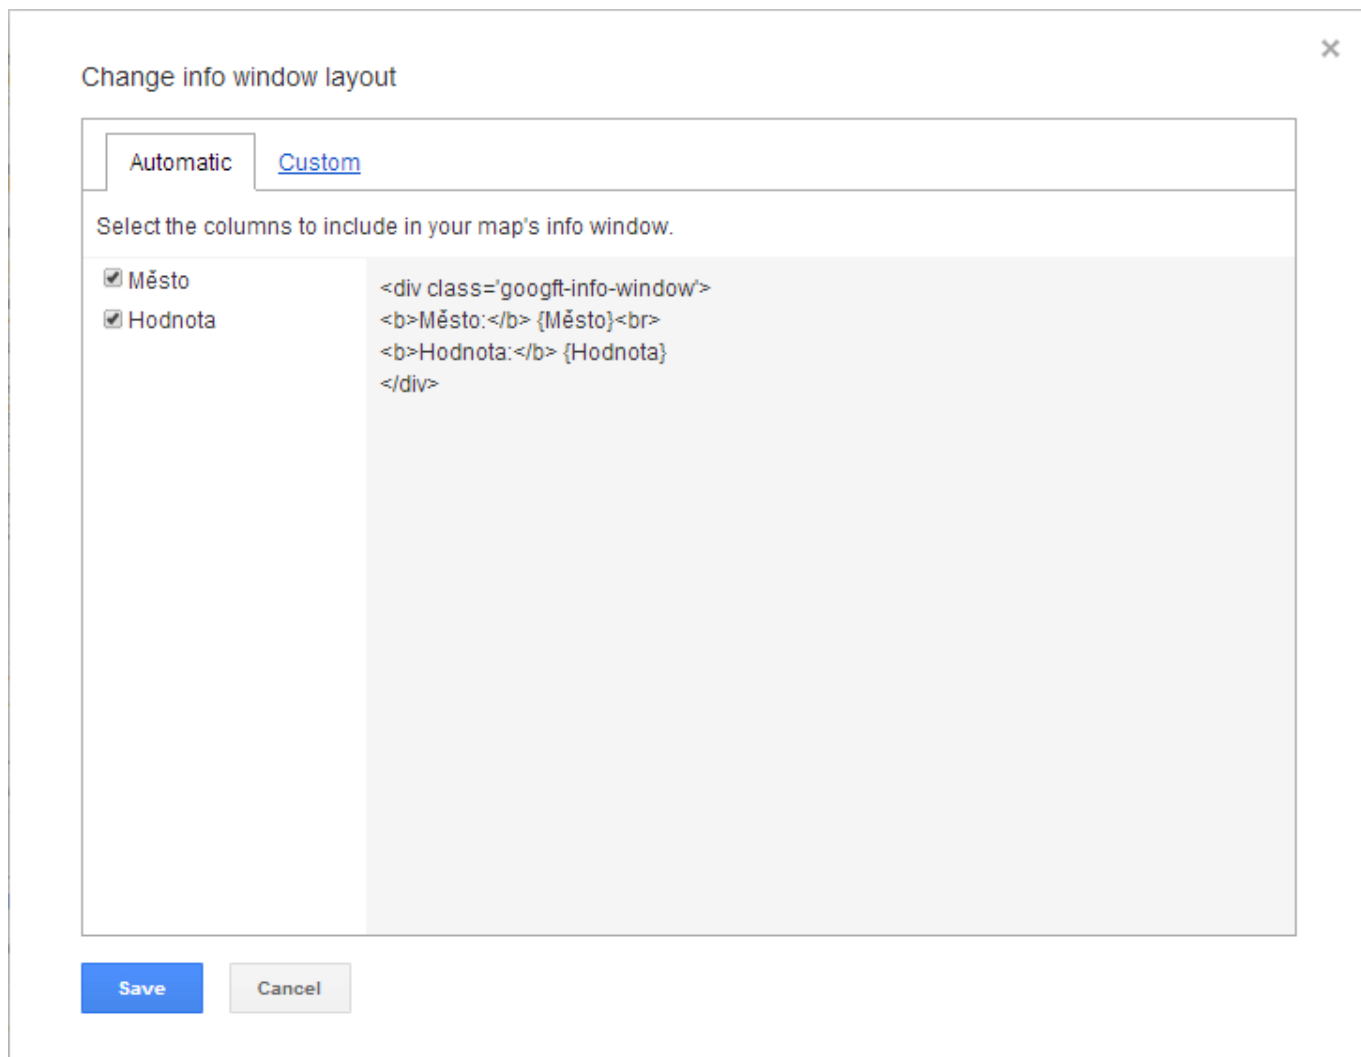 Change info window layout
Automatic Custom
Select the columns to include in your map's info window.
Město
Hodnota
<div class='googft-info-window'>
<b>Město:</b> {Město}<br>
<b>Hodnota:</b> {Hodnota}
</div>
Save Cancel